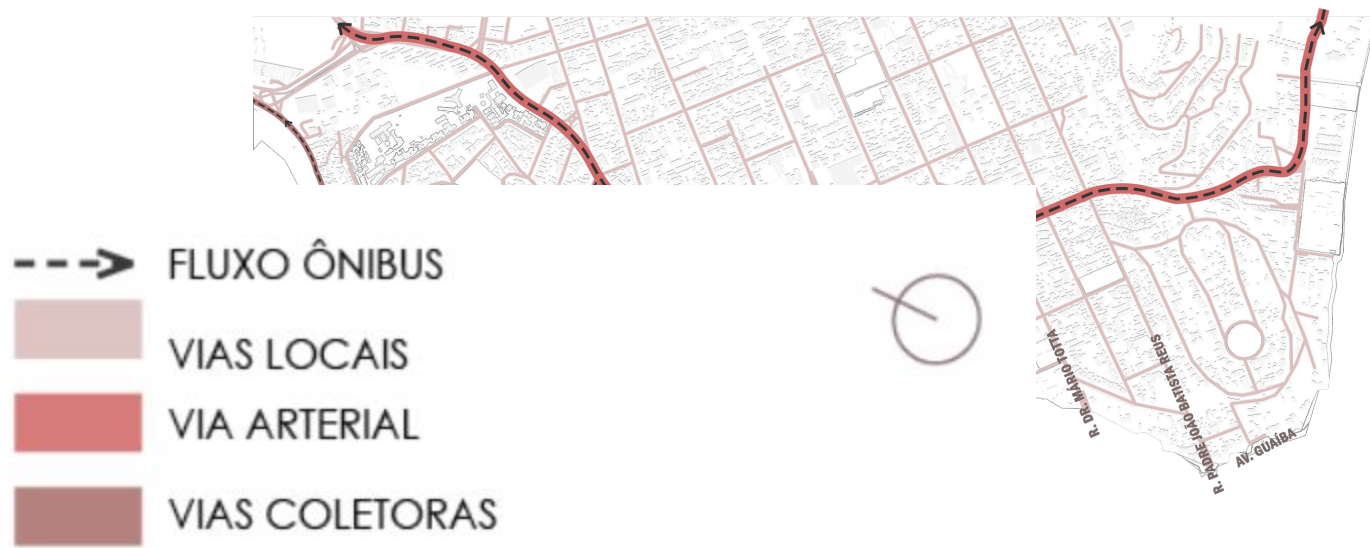 FLUXO ÔNIBUS
VIAS LOCAIS
VIA ARTERIAL
VIAS COLETORAS
R. DR. MÁRIO TOTTA
R. PADRE JOÃO BATISTA REUS
AV. GUAÍBA